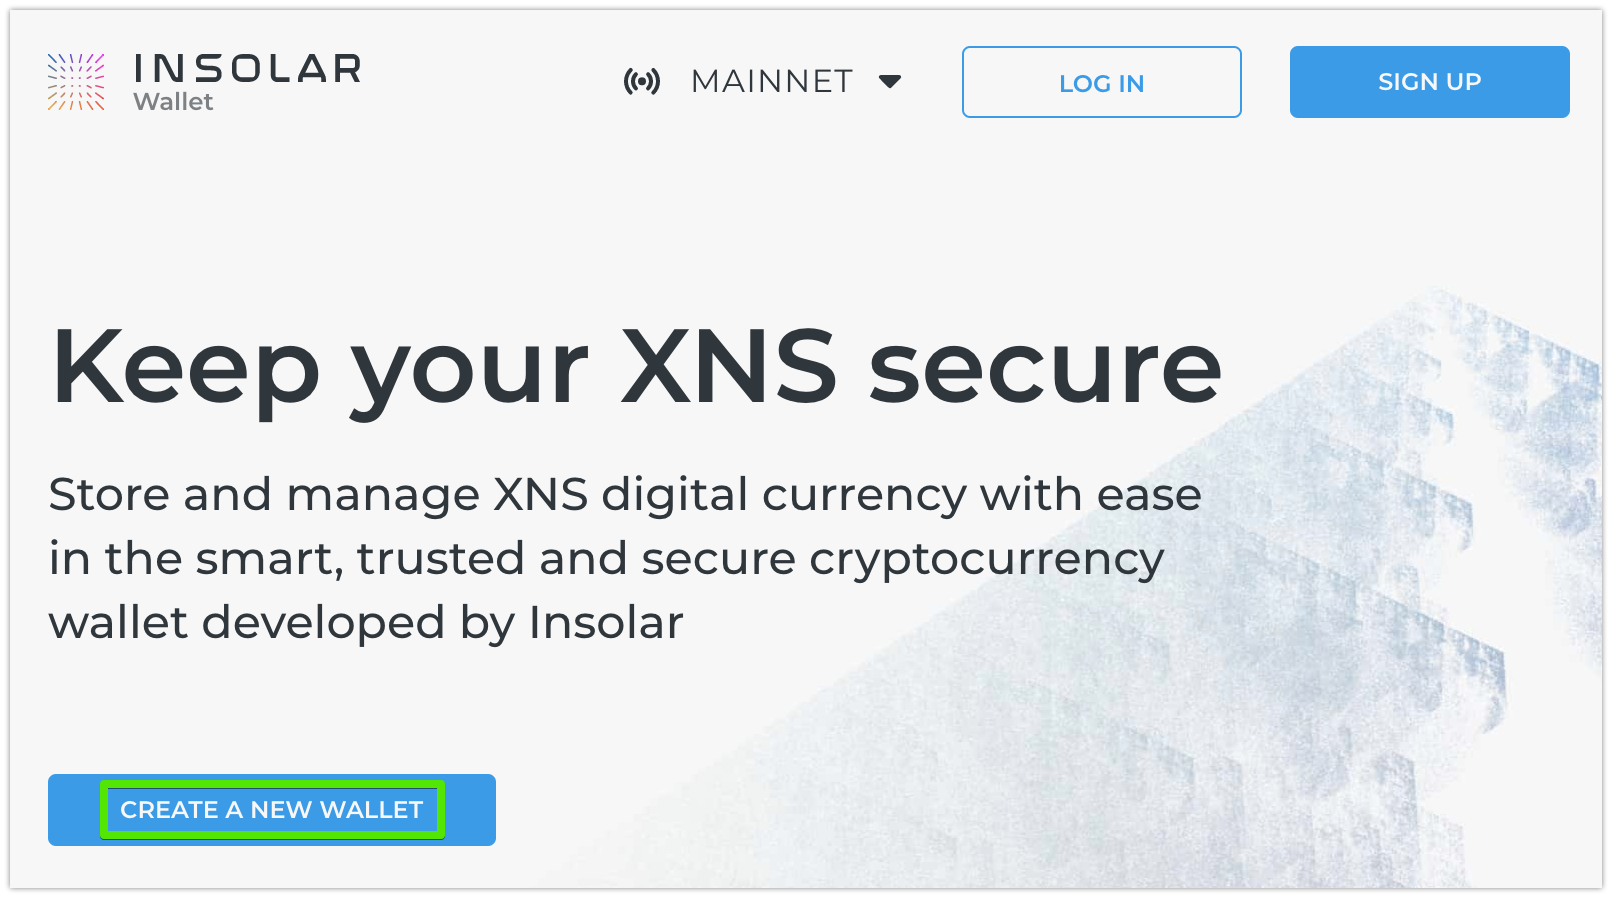 INSOLAR
Wallet
MAINNET
LOG IN
SIGN UP
Keep your XNS secure
Store and manage XNS digital currency with ease
in the smart, trusted and secure cryptocurrency
wallet developed by Insolar
CREATE A NEW WALLET